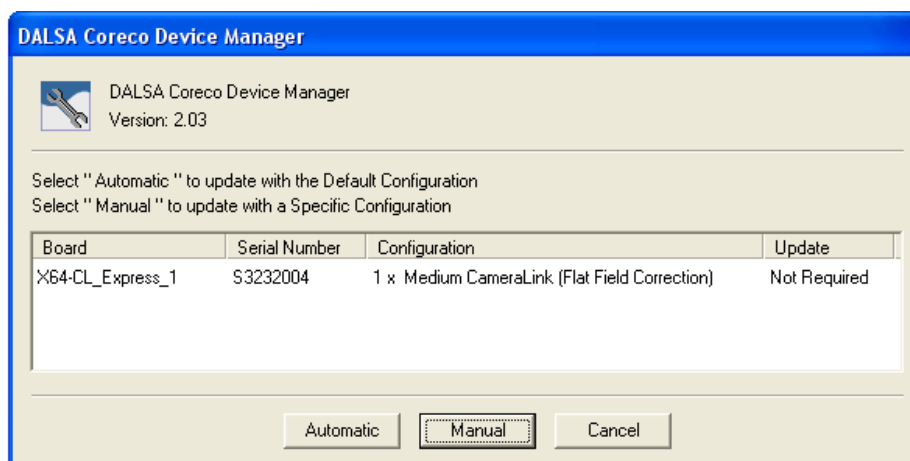 DALSA Coreco Device Manager
DALSA Coreco Device Manager
Version: 2.03
Select "Automatic" to update with the Default Configuration
Select "Manual" to update with a Specific Configuration
Board Serial Number Configuration Update
X64-CL_Express_1 S3232004 1 x Medium CameraLink (Flat Field Correction) Not Required
Automatic Manual Cancel